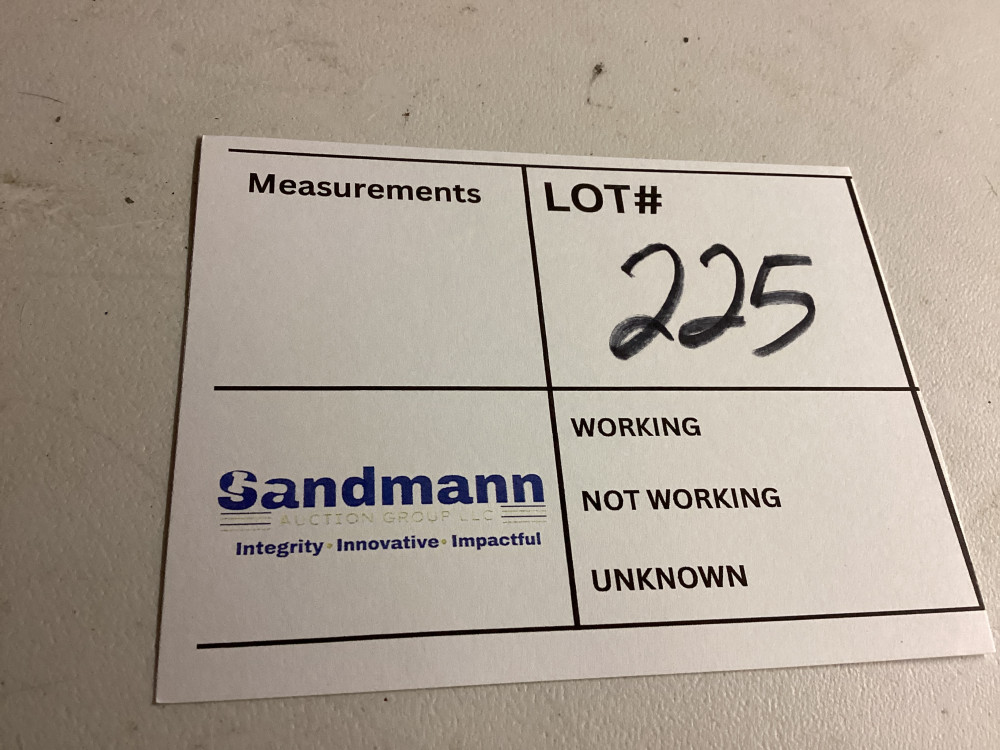 Measurements
LOT#
225
WORKING
NOT WORKING
UNKNOWN
Sandmann
AUCTION GROUP LLC
Integrity · Innovative · Impactful